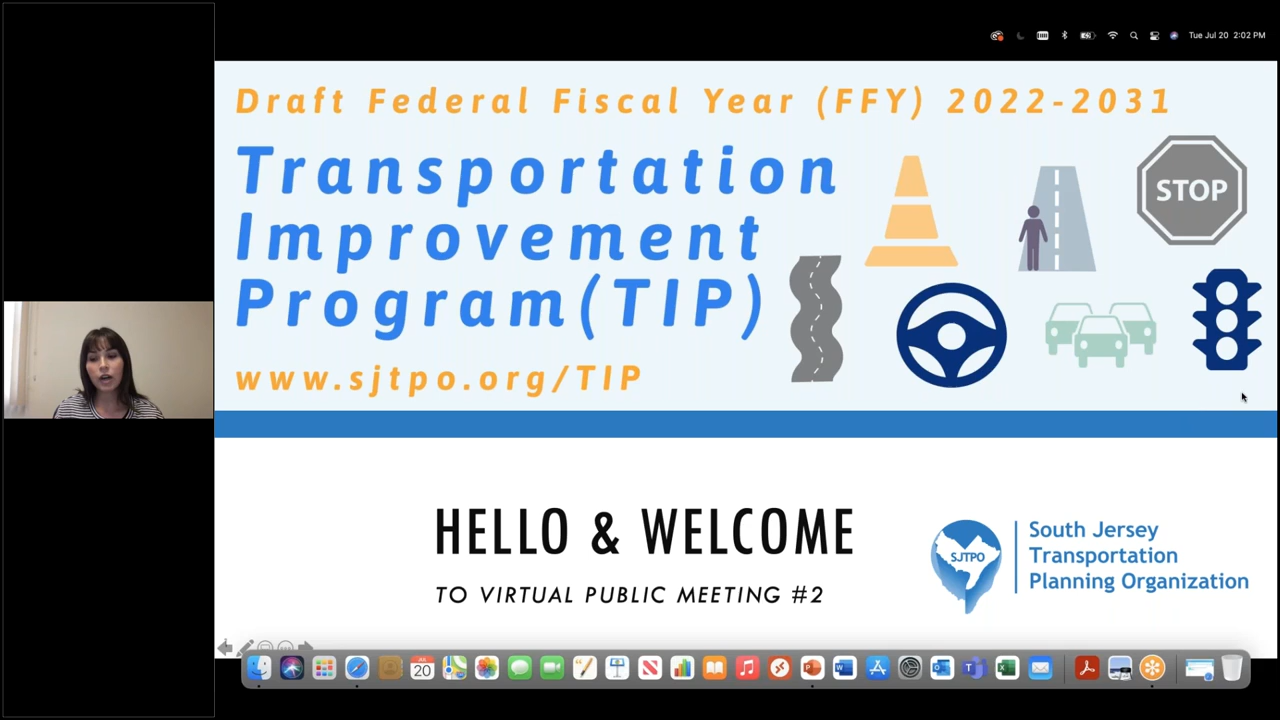 Tue Jul 20 2:02 PM
Draft Federal Fiscal Year (FFY) 2022-2031
Transportation
Improvement
Program(TIP)
www.sjtpo.org/TIP
STOP
HELLO & WELCOME
TO VIRTUAL PUBLIC MEETING #2
SJTPO
South Jersey
Transportation
Planning Organization
JUL
20